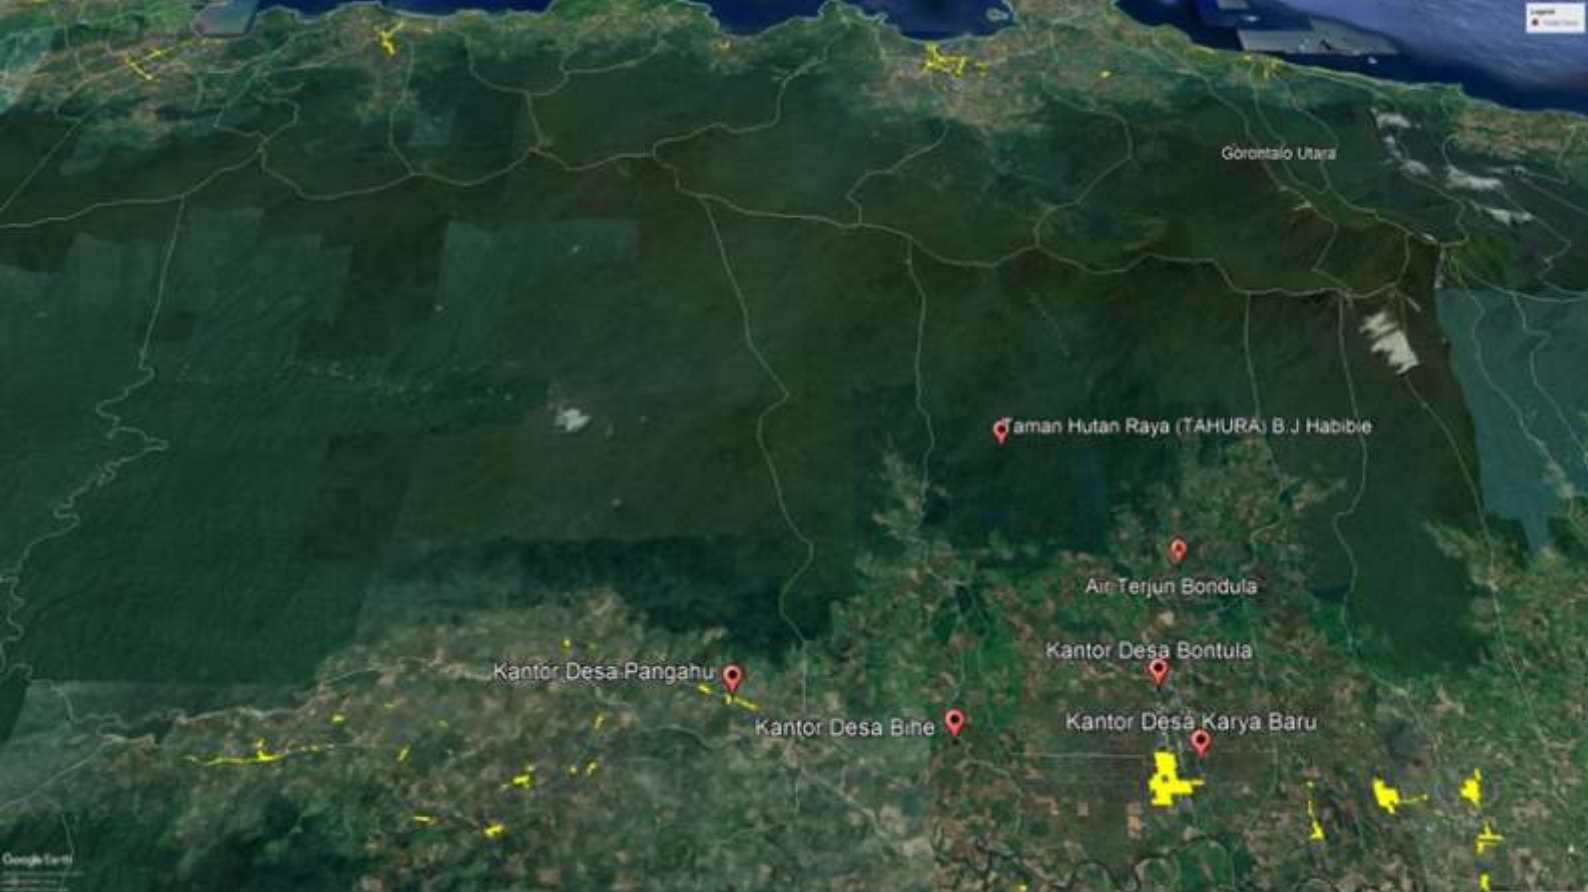 Legend
Gorontalo Utara
Taman Hutan Raya (TAHURA) B.J Habibie
Air Terjun Bondula
Kantor Desa Bontula
Kantor Desa Pangahu
Kantor Desa Karya Baru
Kantor Desa Bihe
Google Earth